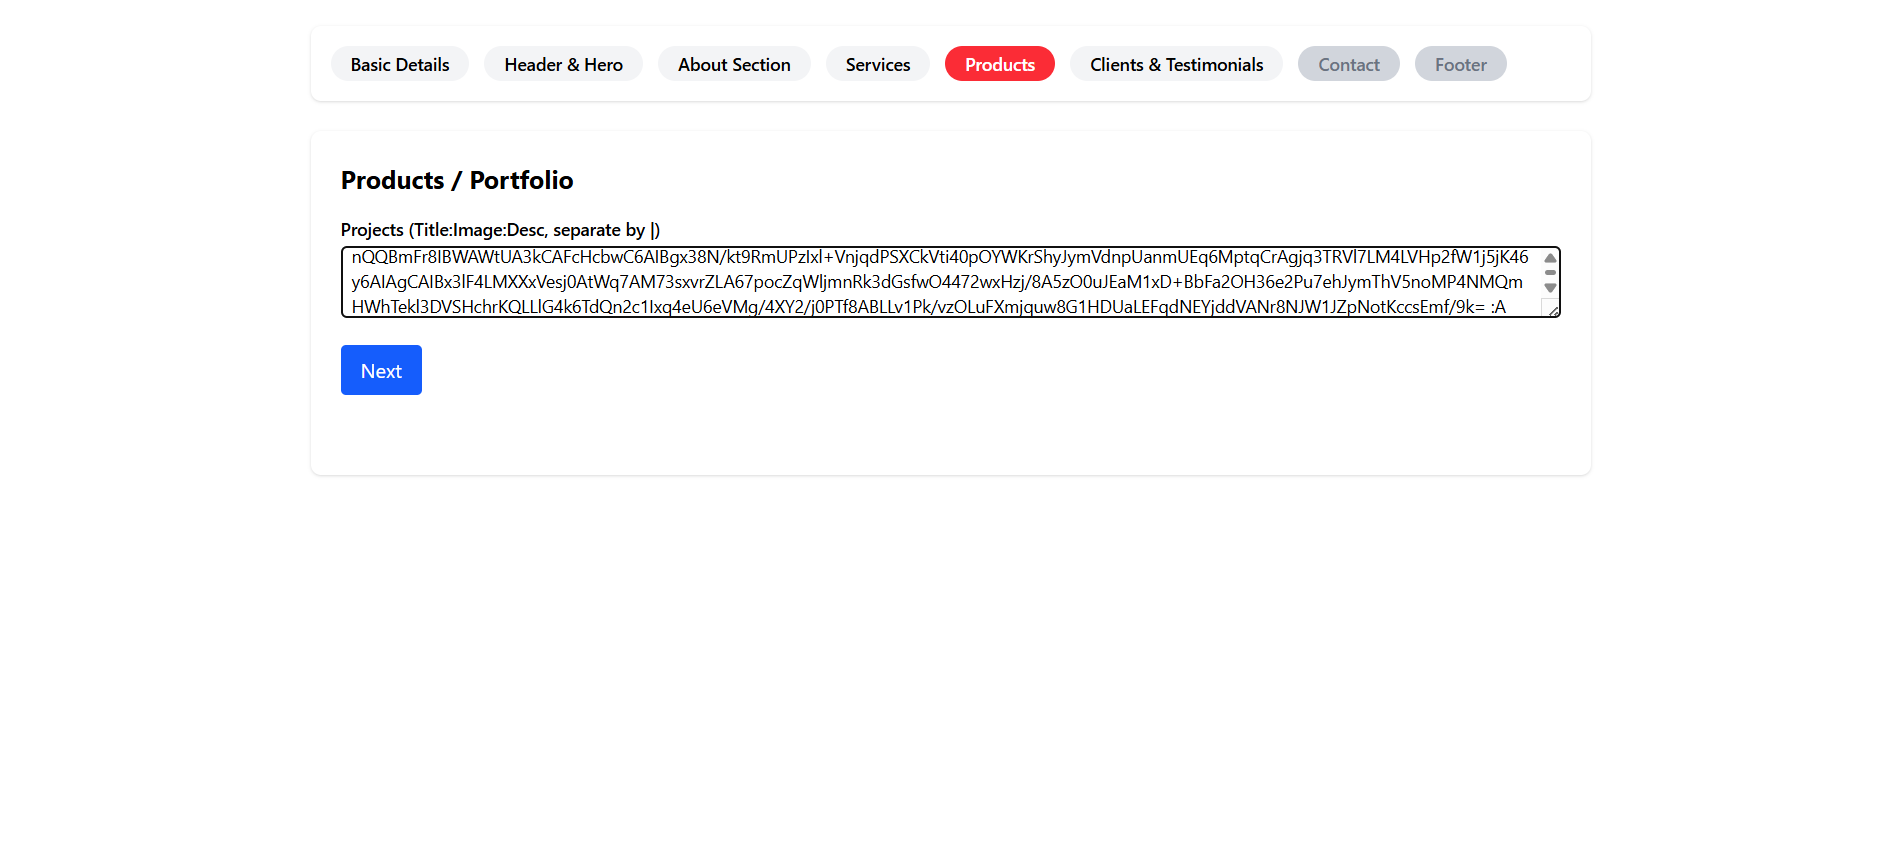 Basic Details
Header & Hero
About Section
Services
Products
Clients & Testimonials
Contact
Footer
Products / Portfolio
Projects (Title:Image:Desc, separate by |)
nQQBmFr8IBWAWtUA3kCAFcHcbwC6AIBgx38N/kt9RmUPzIxl+VnjqdPSXCkVti40pOYWKrShyJymVdnpUanmUEq6MptqCrAgjq3TRVl7LM4LVHp2fW1j5jK46
y6AIAgCAIBx3lF4LMXXxVesj0AtWq7AM73sxvrZLA67pocZqWljmnRk3dGsfwO4472wxHzj/8A5zO0uJEaM1xD+BbFa2OH36e2Pu7ehJymThV5noMP4NMQm
HWhTekl3DVSHchrKQLLlG4k6TdQn2c1Ixq4eU6eVMg/4XY2/j0PTf8ABLLv1Pk/vzOLuFXmjquw8G1HDUaLEFqdNEYjddVANr8NJW1JZpNotKccsEmf/9k= :A
Next